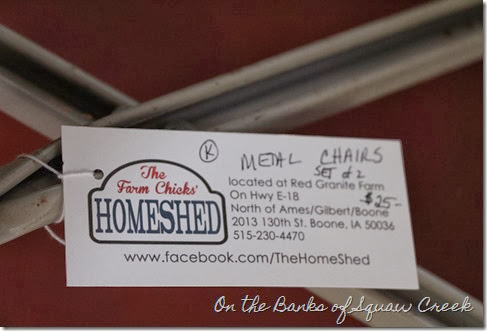 K
METAL CHAIRS
SET of 2
$25-
The
Farm Chicks'
HOMESHED
located at Red Granite Farm
On Hwy E-18
North of Ames/Gilbert/Boone
2013 130th St. Boone, IA 50036
515-230-4470
www.facebook.com/TheHomeShed
On the Banks of Squaw Creek